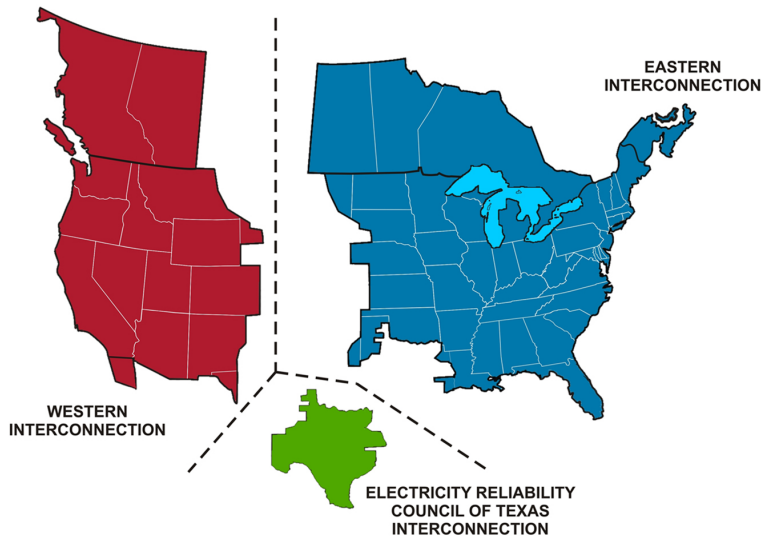 EASTERN
INTERCONNECTION
WESTERN
INTERCONNECTION
ELECTRICITY RELIABILITY
COUNCIL OF TEXAS
INTERCONNECTION